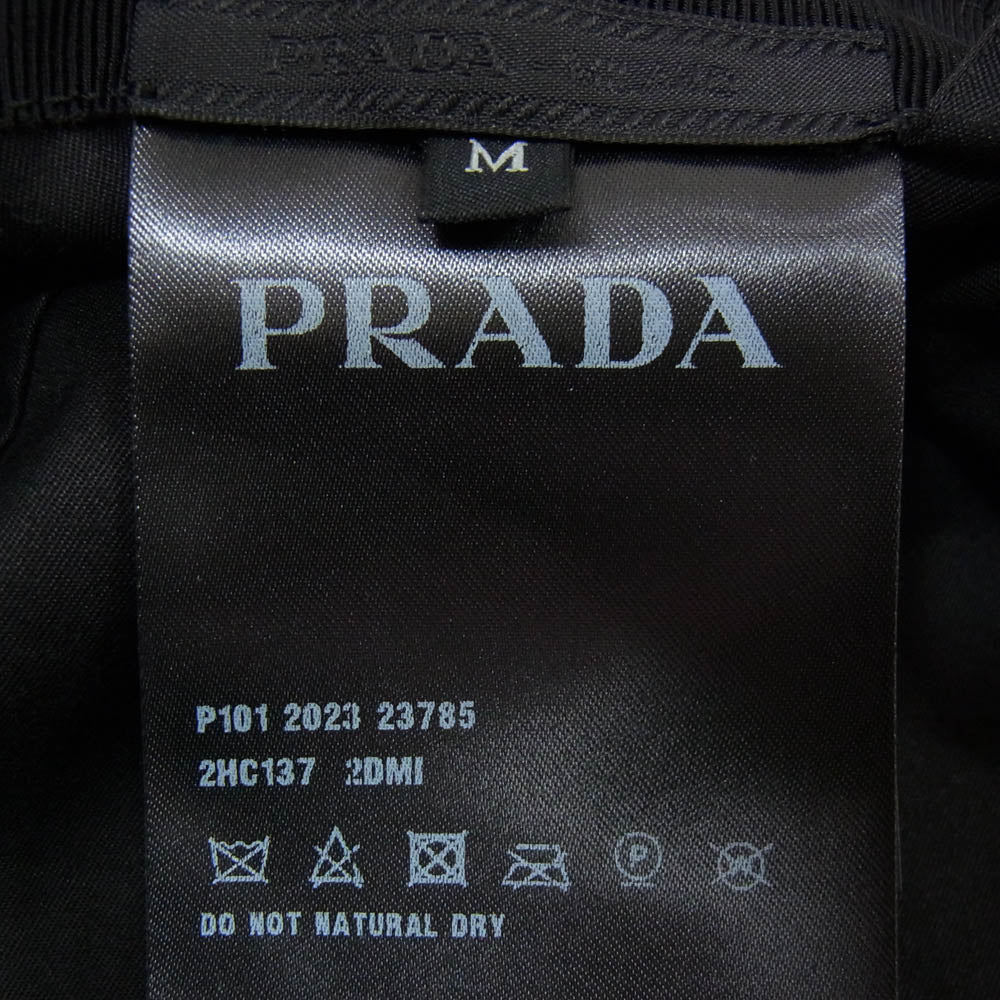 PRADA
M
PRADA
P101 2023 23785
2HC137 2DMI
P
W
DO NOT NATURAL DRY